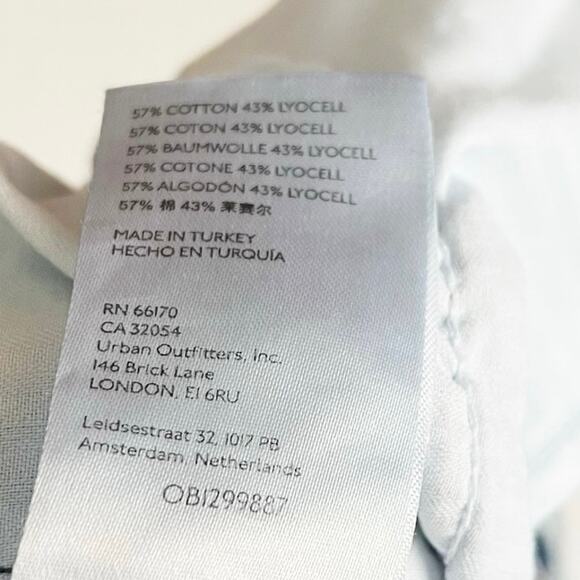 57% COTTON 43% LYOCELL
57% COTON 43% LYOCELL
57% BAUMWOLLE 43% LYOCELL
57% COTONE 43% LYOCELL
57% ALGODÓN 43% LYOCELL
57% 棉 43% 莱赛尔
MADE IN TURKEY
HECHO EN TURQUÍA
RN 66170
CA 32054
Urban Outfitters, Inc.
146 Brick Lane
LONDON, E1 6RU
Leidsestraat 32, 1017 PB
Amsterdam, Netherlands
OB1299887